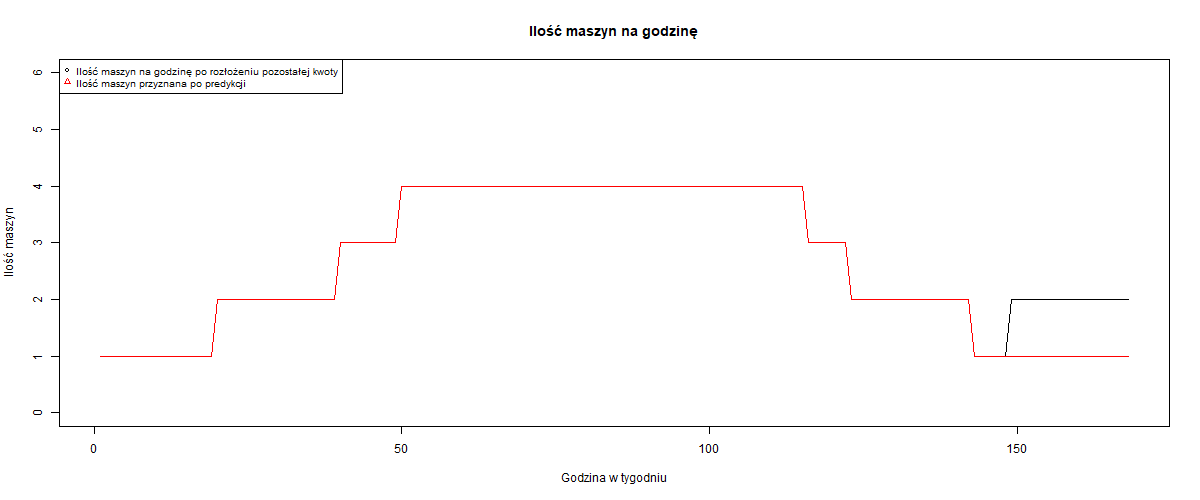 Ilość maszyn na godzinę
Ilość maszyn na godzinę po rozłożeniu pozostałej kwoty
Ilość maszyn przyznana po predykcji
Ilość maszyn
6
5
4
3
2
1
0
0 50 100 150
Godzina w tygodniu